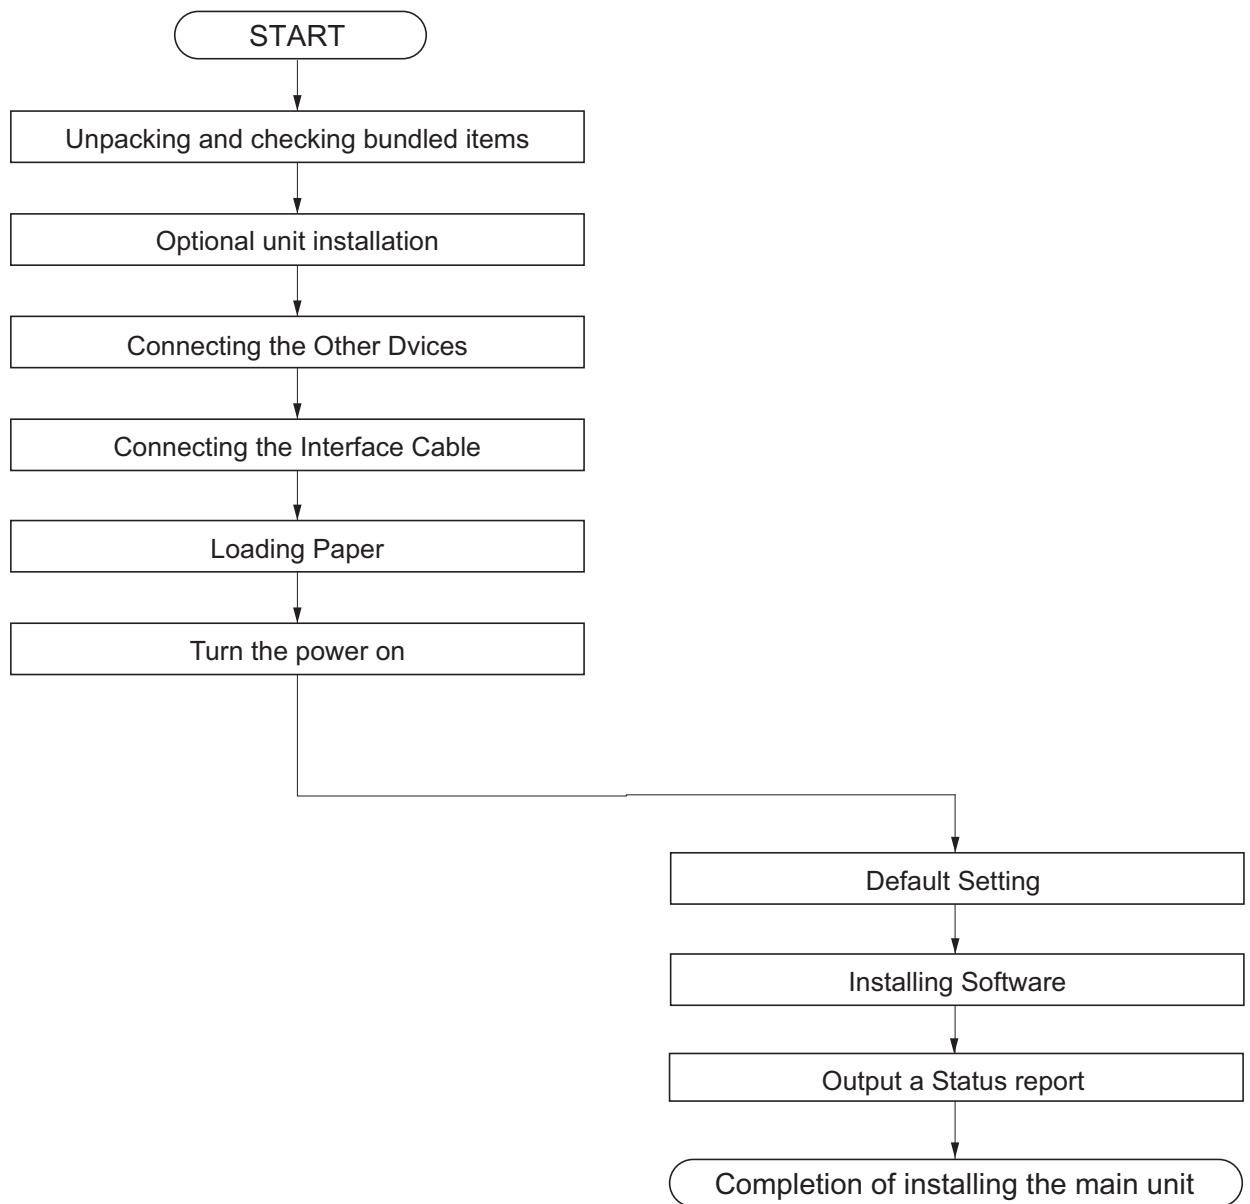 START
Unpacking and checking bundled items
Optional unit installation
Connecting the Other Dvices
Connecting the Interface Cable
Loading Paper
Turn the power on
Default Setting
Installing Software
Output a Status report
Completion of installing the main unit